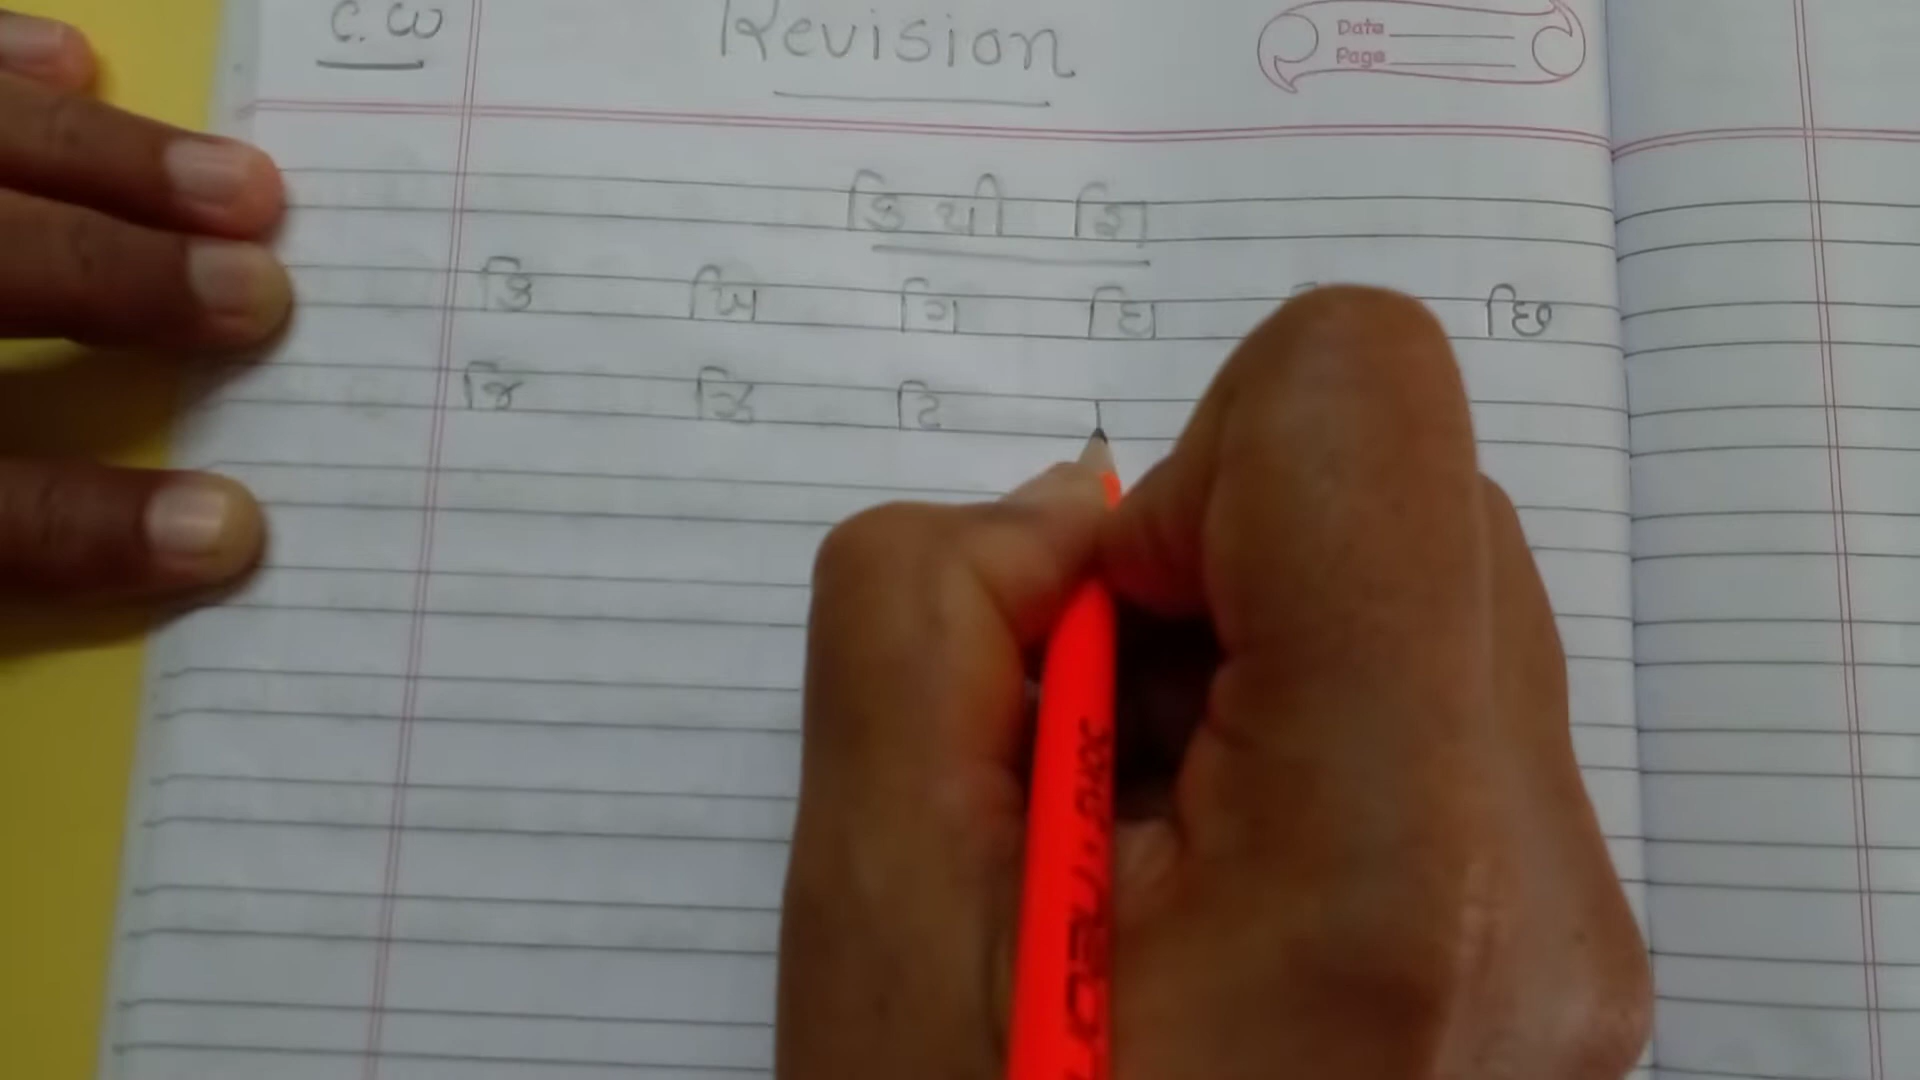 C.W Revision
Date
Page
કિ થી જ્ઞિ
કિ ખિ ગિ ઘિ છિ
જિ ઝિ ટિ